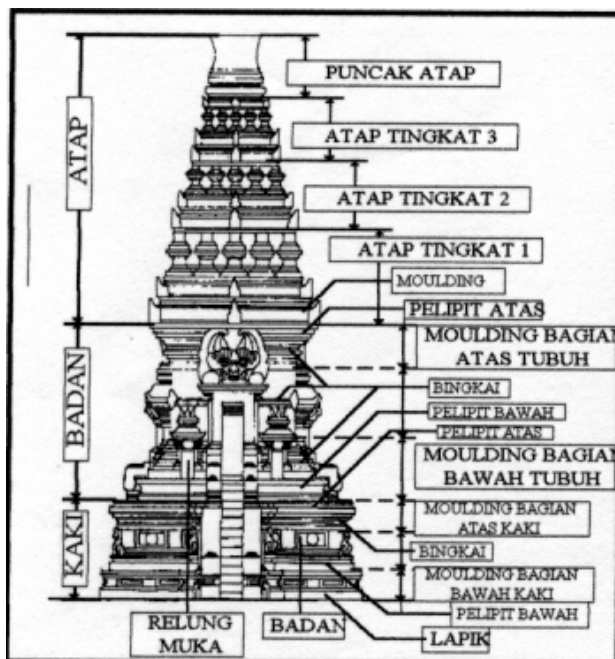 PUNCAK ATAP
ATAP
ATAP TINGKAT 3
ATAP TINGKAT 2
ATAP TINGKAT 1
MOULDING
PELIPIT ATAS
MOULDING BAGIAN
ATAS TUBUH
BADAN
BINGKAI
PELIPIT BAWAH
PELIPIT ATAS
MOULDING BAGIAN
BAWAH TUBUH
KAKI
MOULDING BAGIAN
ATAS KAKI
BINGKAI
MOULDING BAGIAN
BAWAH KAKI
PELIPIT BAWAH
RELUNG
MUKA
BADAN
LAPIK